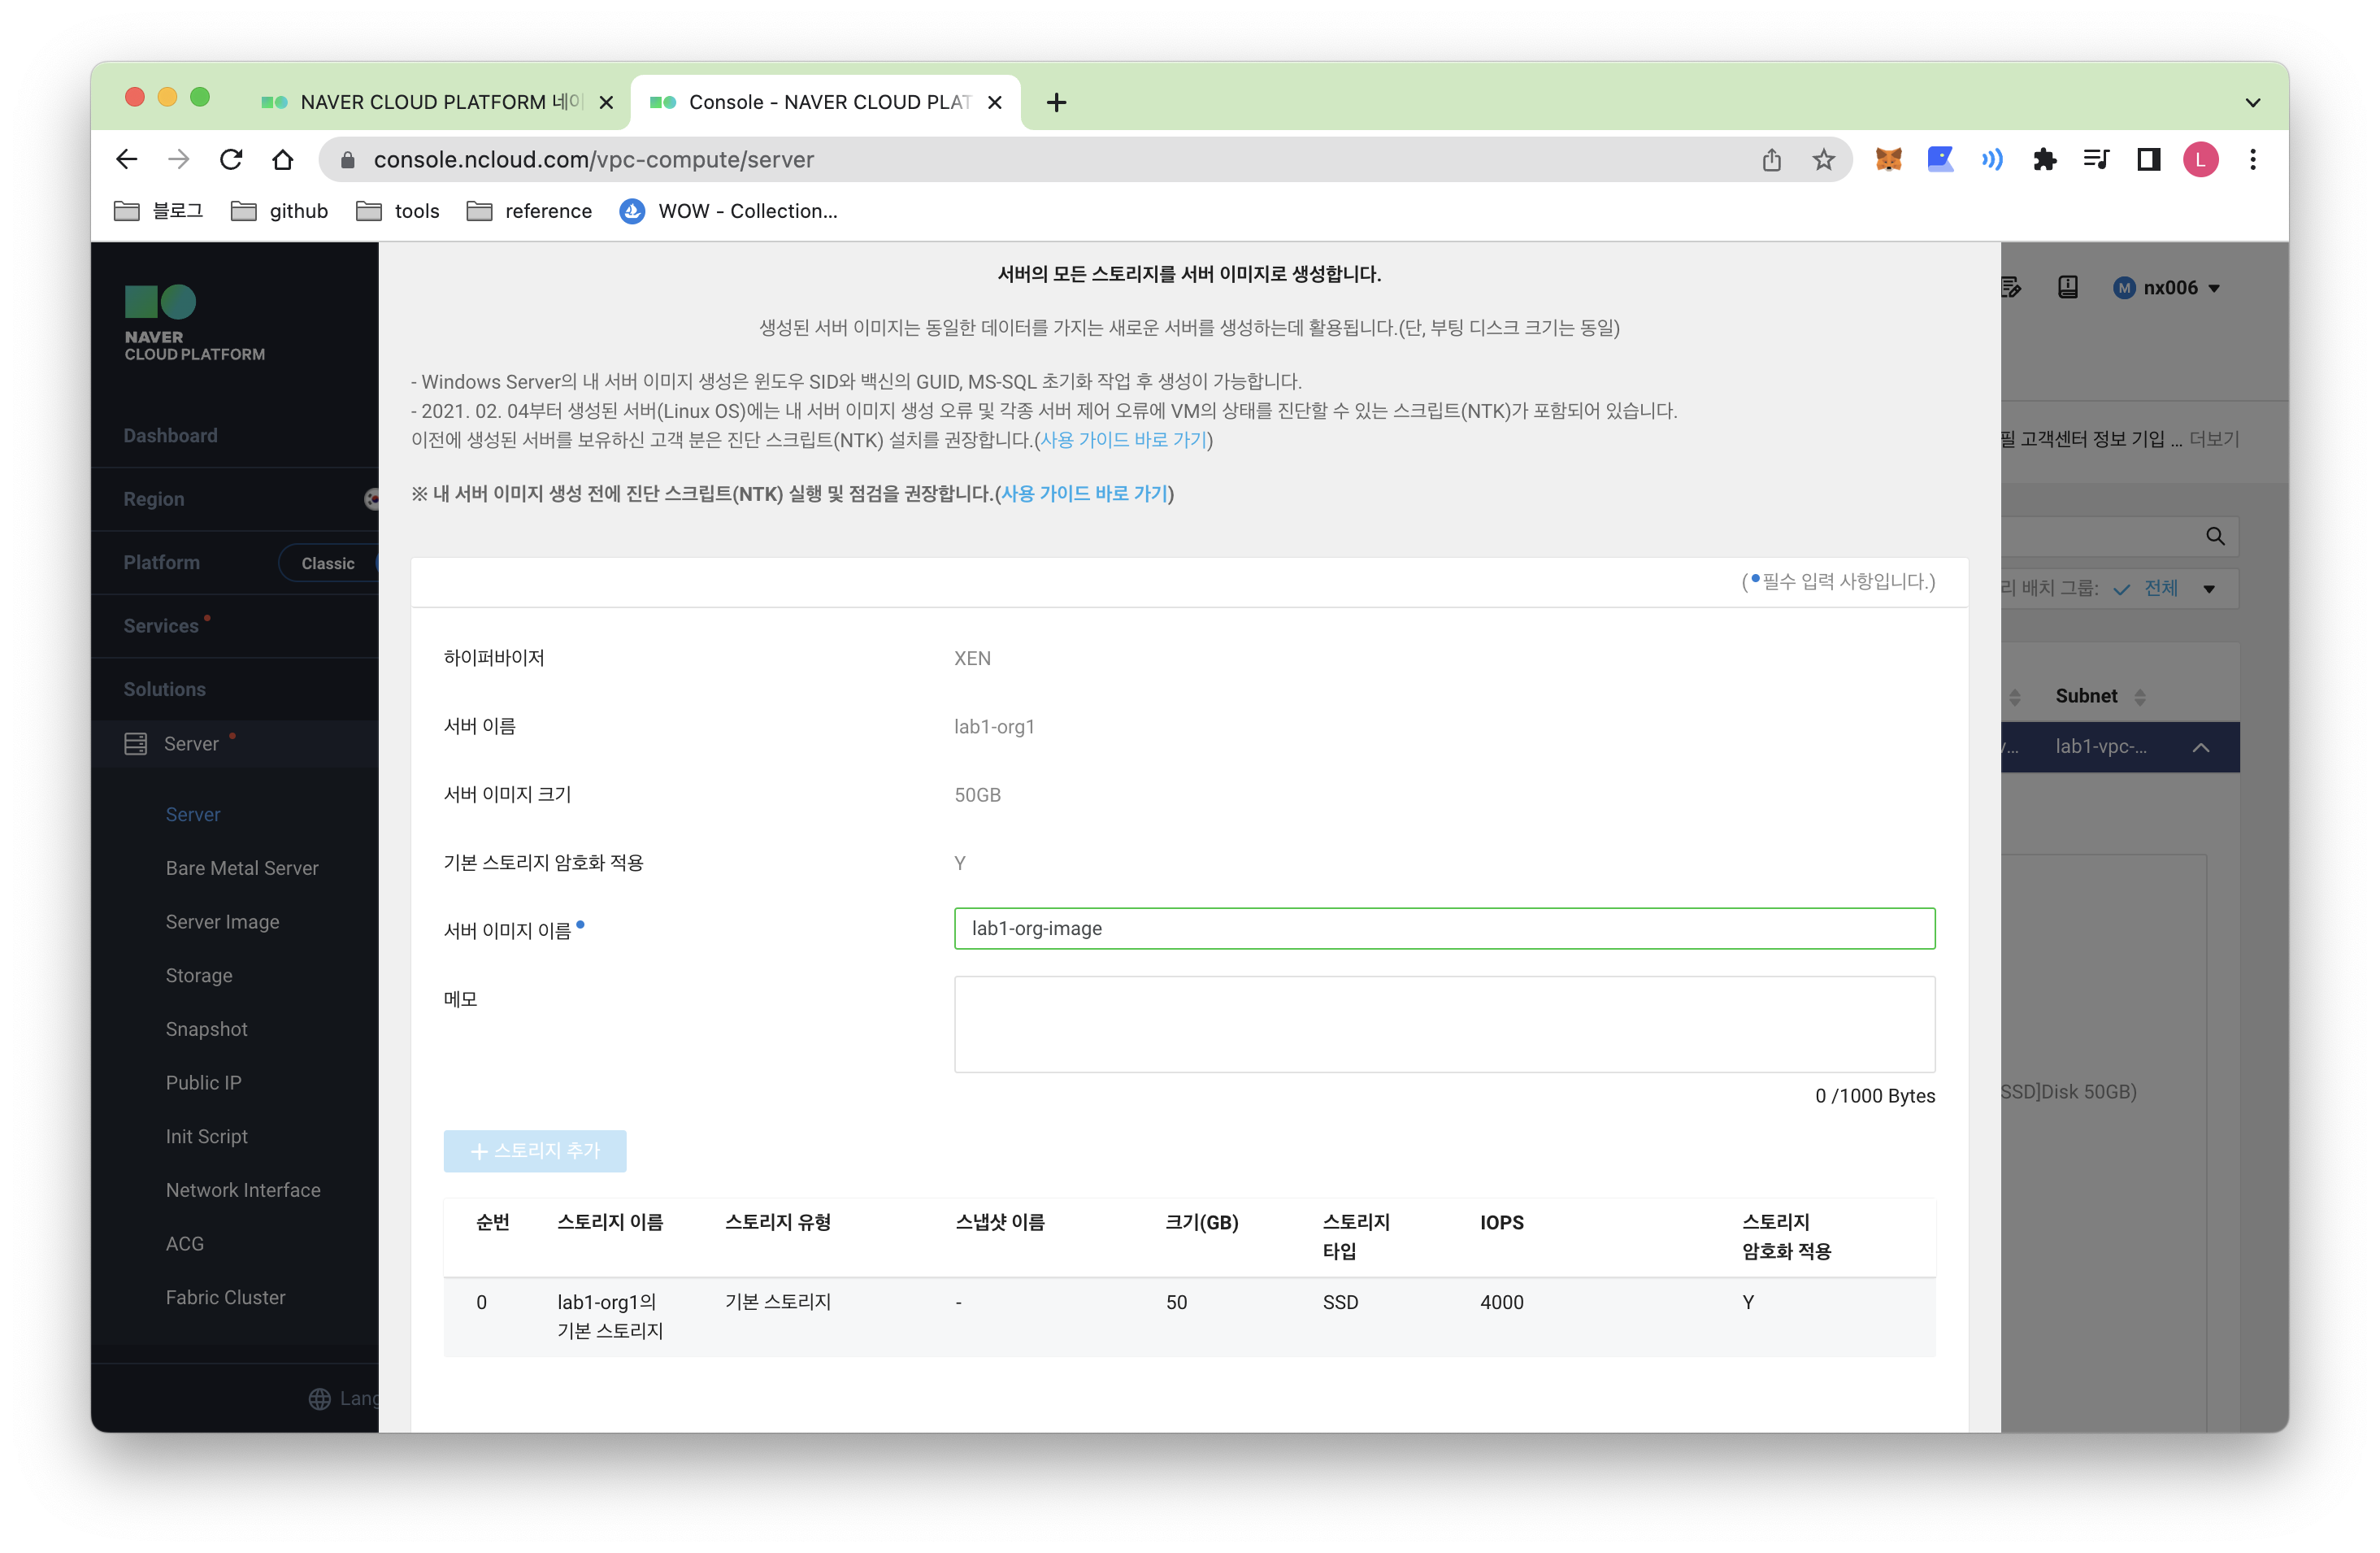 NAVER CLOUD PLATFORM 네이
Console - NAVER CLOUD PLAT
console.ncloud.com/vpc-compute/server
L
블로그
github
tools
reference
WOW - Collection...
NAVER
CLOUD PLATFORM
Dashboard
Region
Platform
Classic
Services
Solutions
Server
Server
Bare Metal Server
Server Image
Storage
Snapshot
Public IP
Init Script
Network Interface
ACG
Fabric Cluster
Lang
서버의 모든 스토리지를 서버 이미지로 생성합니다.
생성된 서버 이미지는 동일한 데이터를 가지는 새로운 서버를 생성하는데 활용됩니다.(단, 부팅 디스크 크기는 동일)
- Windows Server의 내 서버 이미지 생성은 윈도우 SID와 백신의 GUID, MS-SQL 초기화 작업 후 생성이 가능합니다.
- 2021. 02. 04부터 생성된 서버(Linux OS)에는 내 서버 이미지 생성 오류 및 각종 서버 제어 오류에 VM의 상태를 진단할 수 있는 스크립트(NTK)가 포함되어 있습니다.
이전에 생성된 서버를 보유하신 고객 분은 진단 스크립트(NTK) 설치를 권장합니다.(사용 가이드 바로 가기)
※ 내 서버 이미지 생성 전에 진단 스크립트(NTK) 실행 및 점검을 권장합니다.(사용 가이드 바로 가기)
(•필수 입력 사항입니다.)
하이퍼바이저 XEN
서버 이름 lab1-org1
서버 이미지 크기 50GB
기본 스토리지 암호화 적용 Y
서버 이미지 이름• lab1-org-image
메모
0 /1000 Bytes
+ 스토리지 추가
순번 스토리지 이름 스토리지 유형 스냅샷 이름 크기(GB) 스토리지 타입 IOPS 스토리지 암호화 적용
0 lab1-org1의 기본 스토리지 기본 스토리지 - 50 SSD 4000 Y
M nx006
필 고객센터 정보 기입 ... 더보기
리 배치 그룹: 전체
Subnet
v... lab1-vpc-...
SSD]Disk 50GB)